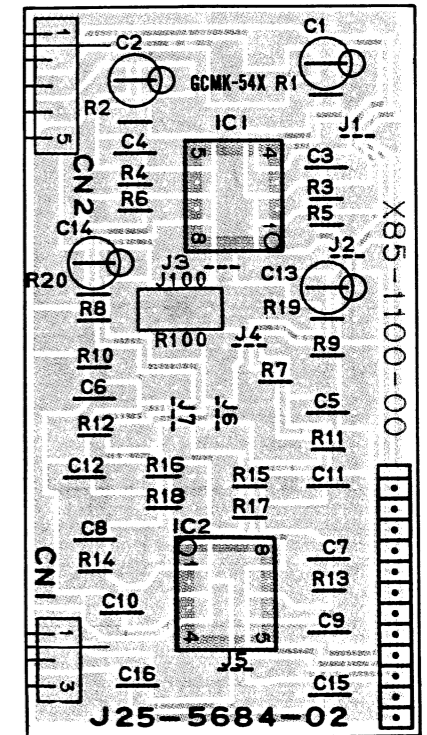 C1
C2
1
GCMK-54X R1
R2
IC1
J1
5
C4
5 4
C3
CN2
R4
R3
R6
R5
X85-1100-00
C14
8 1
J2
J3
C13
R20
J100
R8
R19
R100
J4
R9
R10
R7
C6
J7 J6
C5
R12
R11
C12
R16
R15
C11
R18
R17
IC2
C8
1 8
C7
CN1
R14
R13
C10
1
4 5
C9
J5
3
C16
C15
J25-5684-02